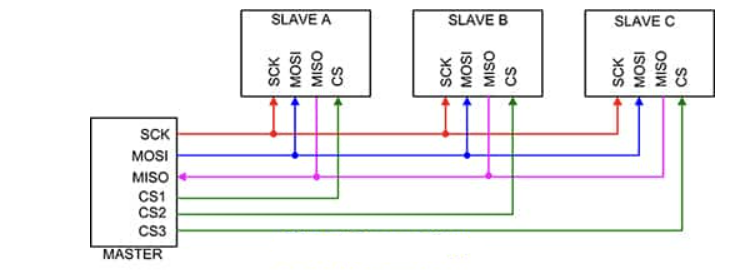 SLAVE A
SCK
MOSI
MISO
CS
SLAVE B
SCK
MOSI
MISO
CS
SLAVE C
SCK
MOSI
MISO
CS
SCK
MOSI
MISO
CS1
CS2
CS3
MASTER